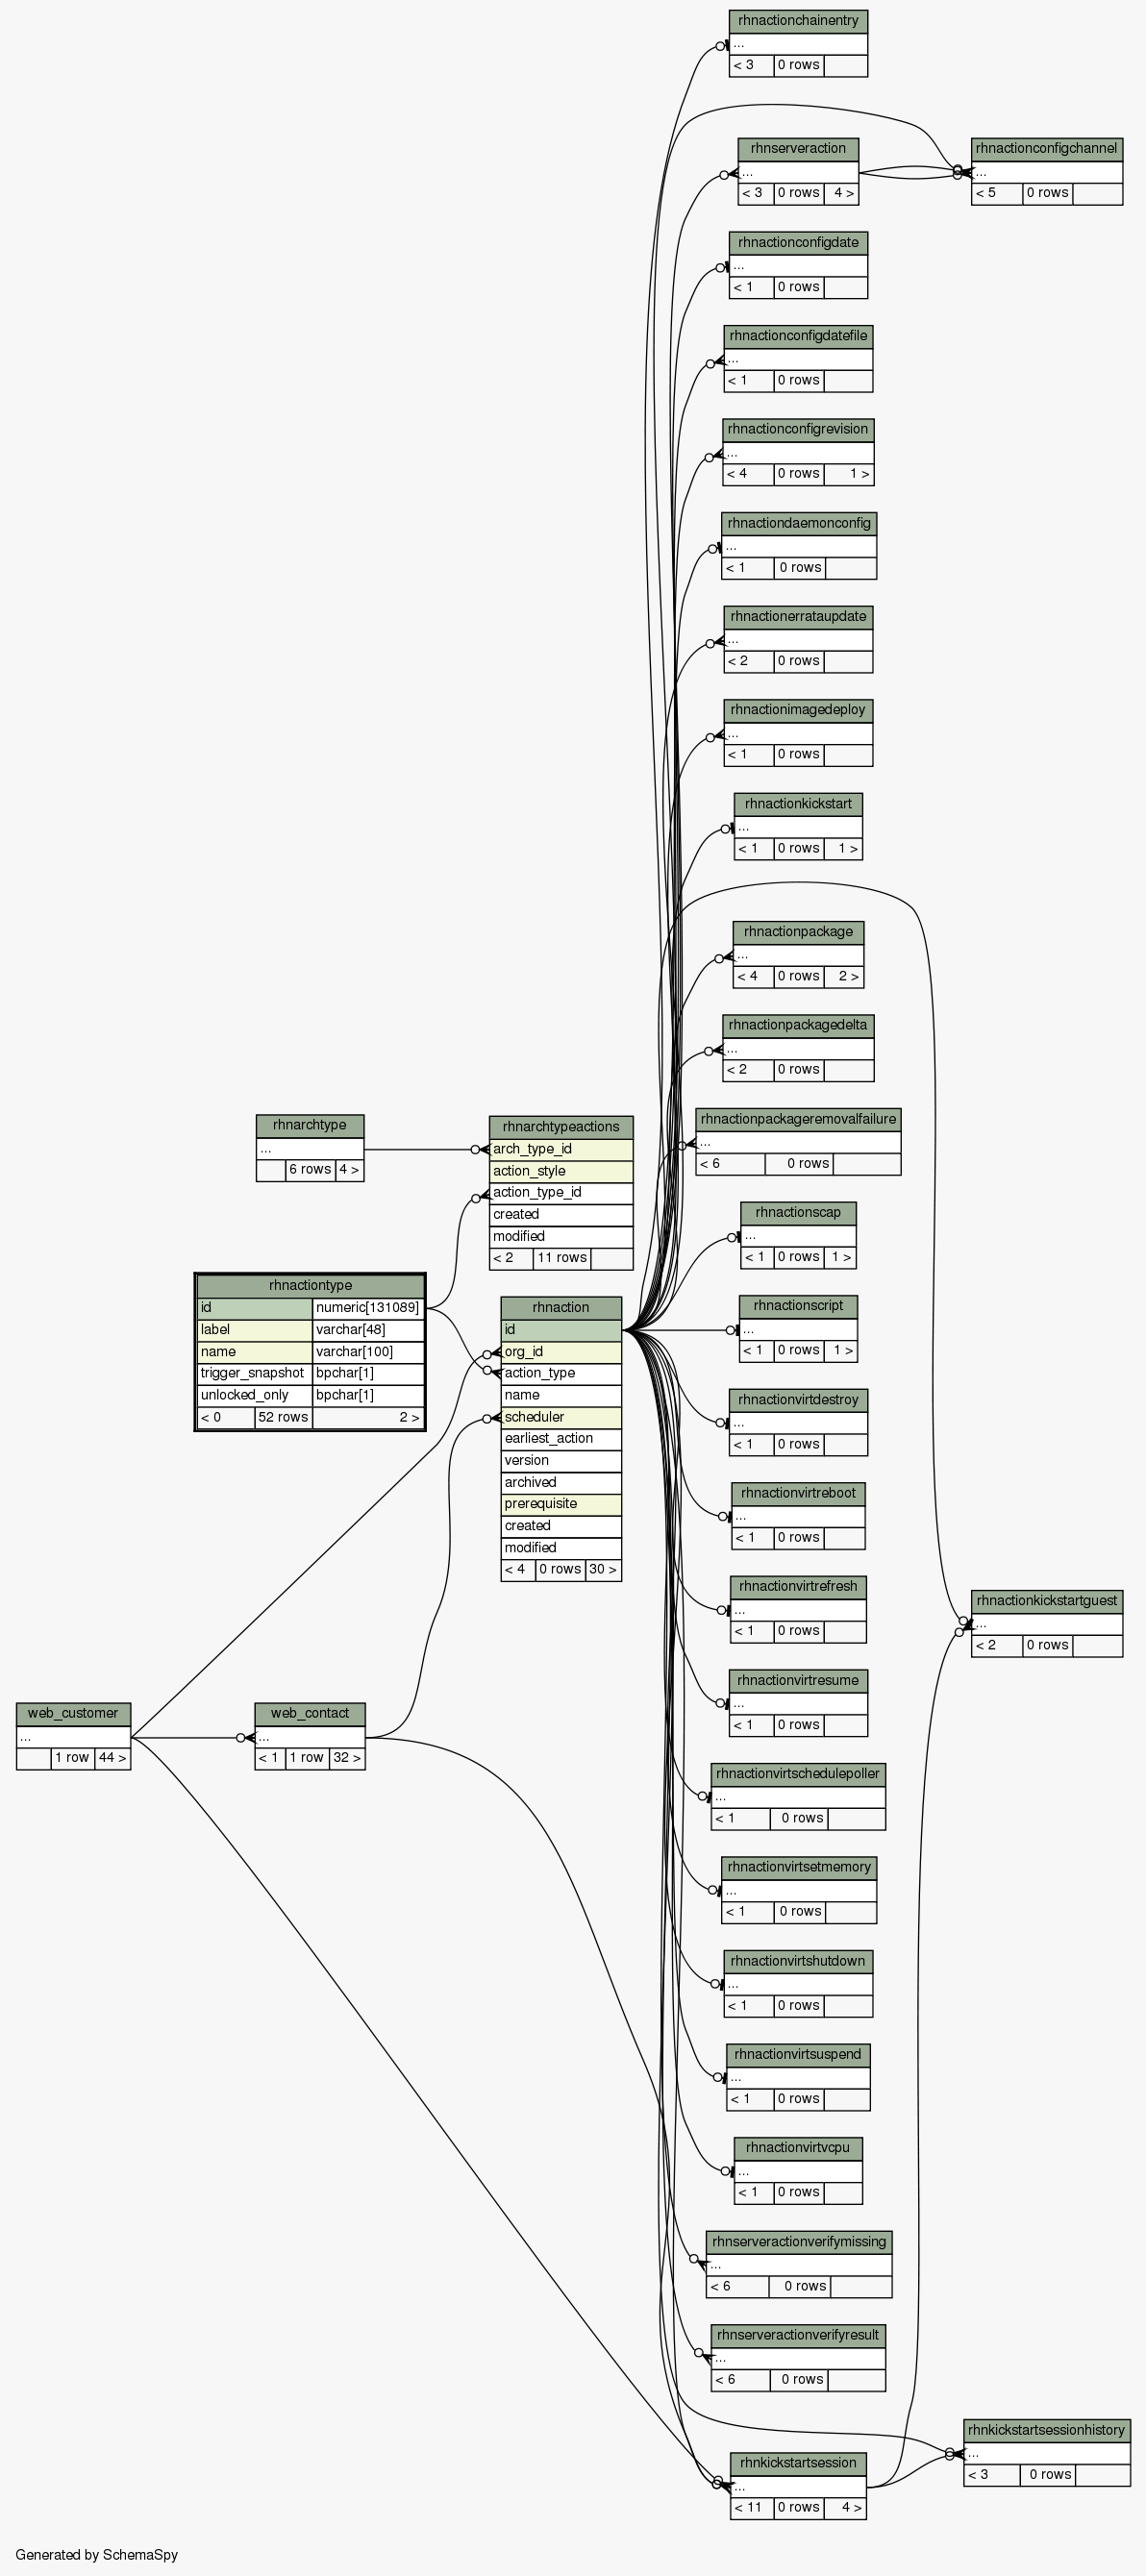 rhnactionchainentry
...
< 3 0 rows
rhnserveraction
...
< 3 0 rows 4 >
rhnactionconfigchannel
...
< 5 0 rows
rhnactionconfigdate
...
< 1 0 rows
rhnactionconfigdatefile
...
< 1 0 rows
rhnactionconfigrevision
...
< 4 0 rows 1 >
rhnactiondaemonconfig
...
< 1 0 rows
rhnactionerrataupdate
...
< 2 0 rows
rhnactionimagedeploy
...
< 1 0 rows
rhnactionkickstart
...
< 1 0 rows 1 >
rhnactionpackage
...
< 4 0 rows 2 >
rhnactionpackagedelta
...
< 2 0 rows
rhnactionpackageremovalfailure
...
< 6 0 rows
rhnarchtype
...
6 rows 4 >
rhnarchtypeactions
arch_type_id
action_style
action_type_id
created
modified
< 2 11 rows
rhnactionscap
...
< 1 0 rows 1 >
rhnactiontype
id numeric[131089]
label varchar[48]
name varchar[100]
trigger_snapshot bpchar[1]
unlocked_only bpchar[1]
< 0 52 rows 2 >
rhnaction
id
org_id
action_type
name
scheduler
earliest_action
version
archived
prerequisite
created
modified
< 4 0 rows 30 >
rhnactionscript
...
< 1 0 rows 1 >
rhnactionvirtdestroy
...
< 1 0 rows
rhnactionvirtreboot
...
< 1 0 rows
rhnactionvirtrefresh
...
< 1 0 rows
rhnactionkickstartguest
...
< 2 0 rows
rhnactionvirtresume
...
< 1 0 rows
web_customer
...
1 row 44 >
web_contact
...
< 1 1 row 32 >
rhnactionvirtschedulepoller
...
< 1 0 rows
rhnactionvirtsetmemory
...
< 1 0 rows
rhnactionvirtshutdown
...
< 1 0 rows
rhnactionvirtsuspend
...
< 1 0 rows
rhnactionvirtvcpu
...
< 1 0 rows
rhnserveractionverifymissing
...
< 6 0 rows
rhnserveractionverifyresult
...
< 6 0 rows
rhnkickstartsessionhistory
...
< 3 0 rows
rhnkickstartsession
...
< 11 0 rows 4 >
Generated by SchemaSpy